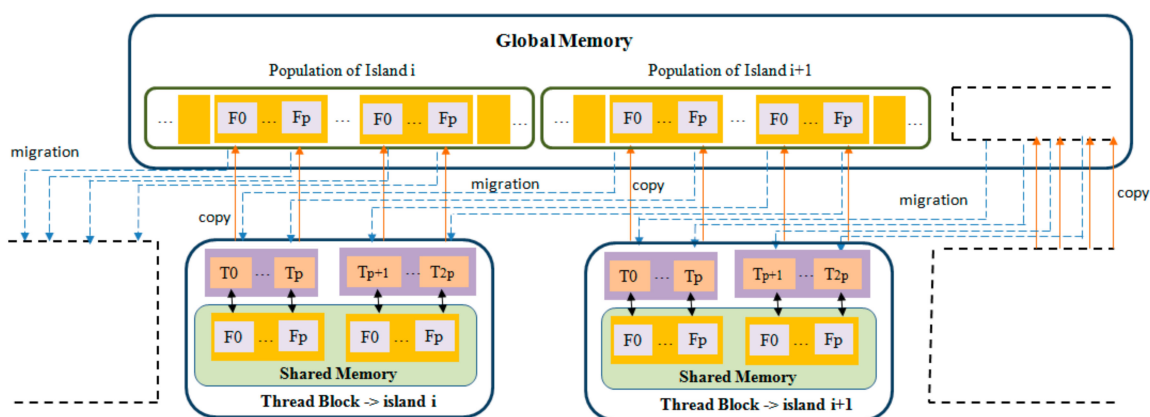 Global Memory
Population of Island i
Population of Island i+1
... F0 ... Fp ... F0 ... Fp ...
... F0 ... Fp ... F0 ... Fp ...
migration
migration
copy
migration
copy
copy
T0 ... Tp Tp+1 ... T2p
T0 ... Tp Tp+1 ... T2p
F0 ... Fp F0 ... Fp
F0 ... Fp F0 ... Fp
Shared Memory
Shared Memory
Thread Block -> island i
Thread Block -> island i+1